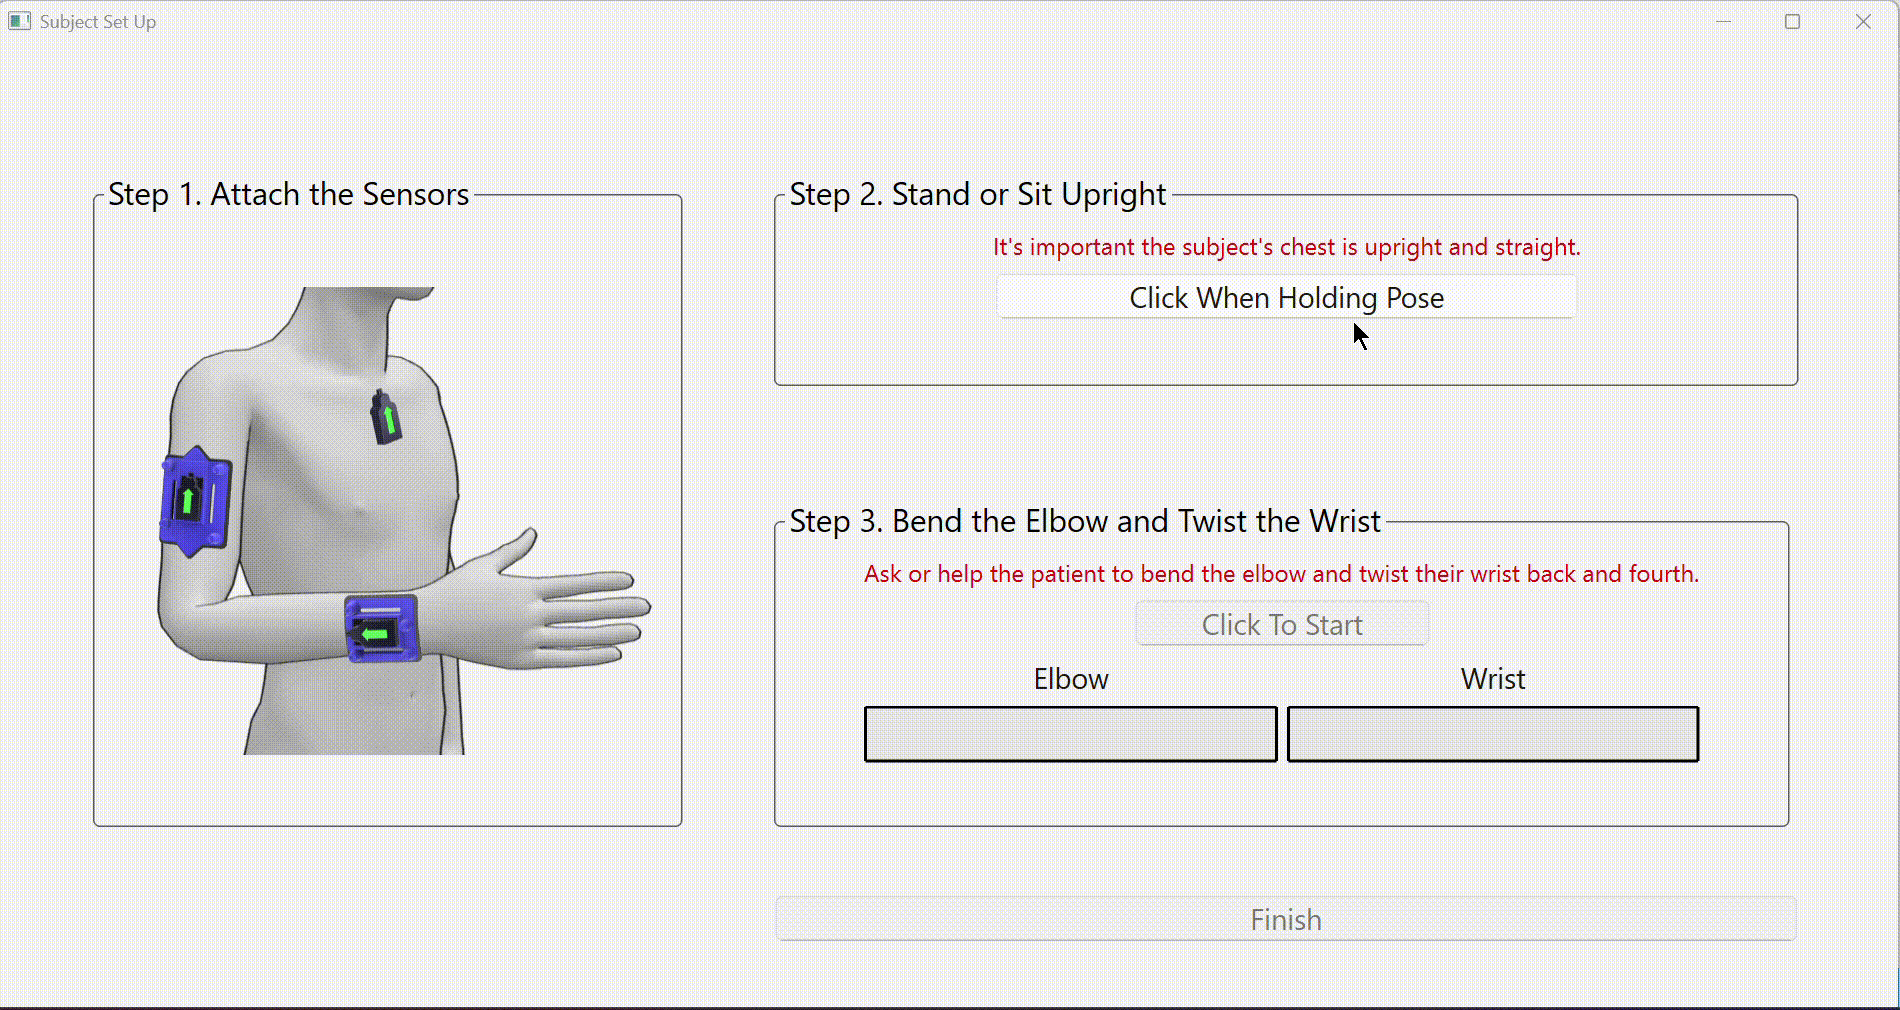 Subject Set Up
Step 1. Attach the Sensors
Step 2. Stand or Sit Upright
It's important the subject's chest is upright and straight.
Click When Holding Pose
Step 3. Bend the Elbow and Twist the Wrist
Ask or help the patient to bend the elbow and twist their wrist back and fourth.
Click To Start
Elbow
Wrist
Finish